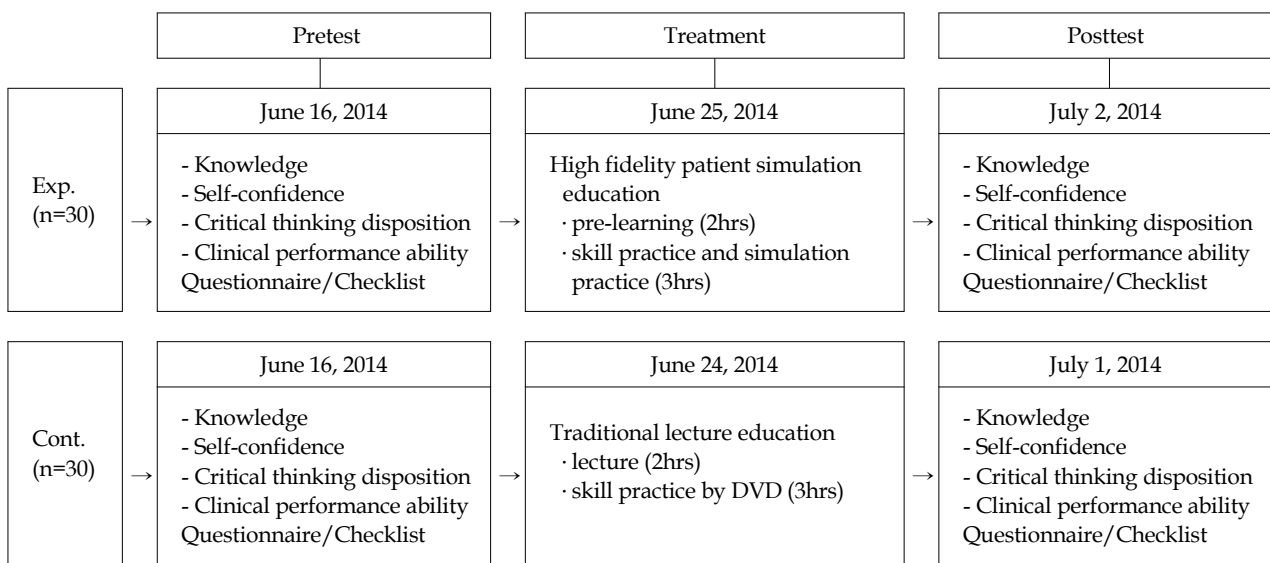 Pretest
Treatment
Posttest
Exp.
(n=30)
→
June 16, 2014
- Knowledge
- Self-confidence
- Critical thinking disposition
- Clinical performance ability
Questionnaire/Checklist
→
June 25, 2014
High fidelity patient simulation
education
· pre-learning (2hrs)
· skill practice and simulation
practice (3hrs)
→
July 2, 2014
- Knowledge
- Self-confidence
- Critical thinking disposition
- Clinical performance ability
Questionnaire/Checklist
Cont.
(n=30)
→
June 16, 2014
- Knowledge
- Self-confidence
- Critical thinking disposition
- Clinical performance ability
Questionnaire/Checklist
→
June 24, 2014
Traditional lecture education
· lecture (2hrs)
· skill practice by DVD (3hrs)
→
July 1, 2014
- Knowledge
- Self-confidence
- Critical thinking disposition
- Clinical performance ability
Questionnaire/Checklist